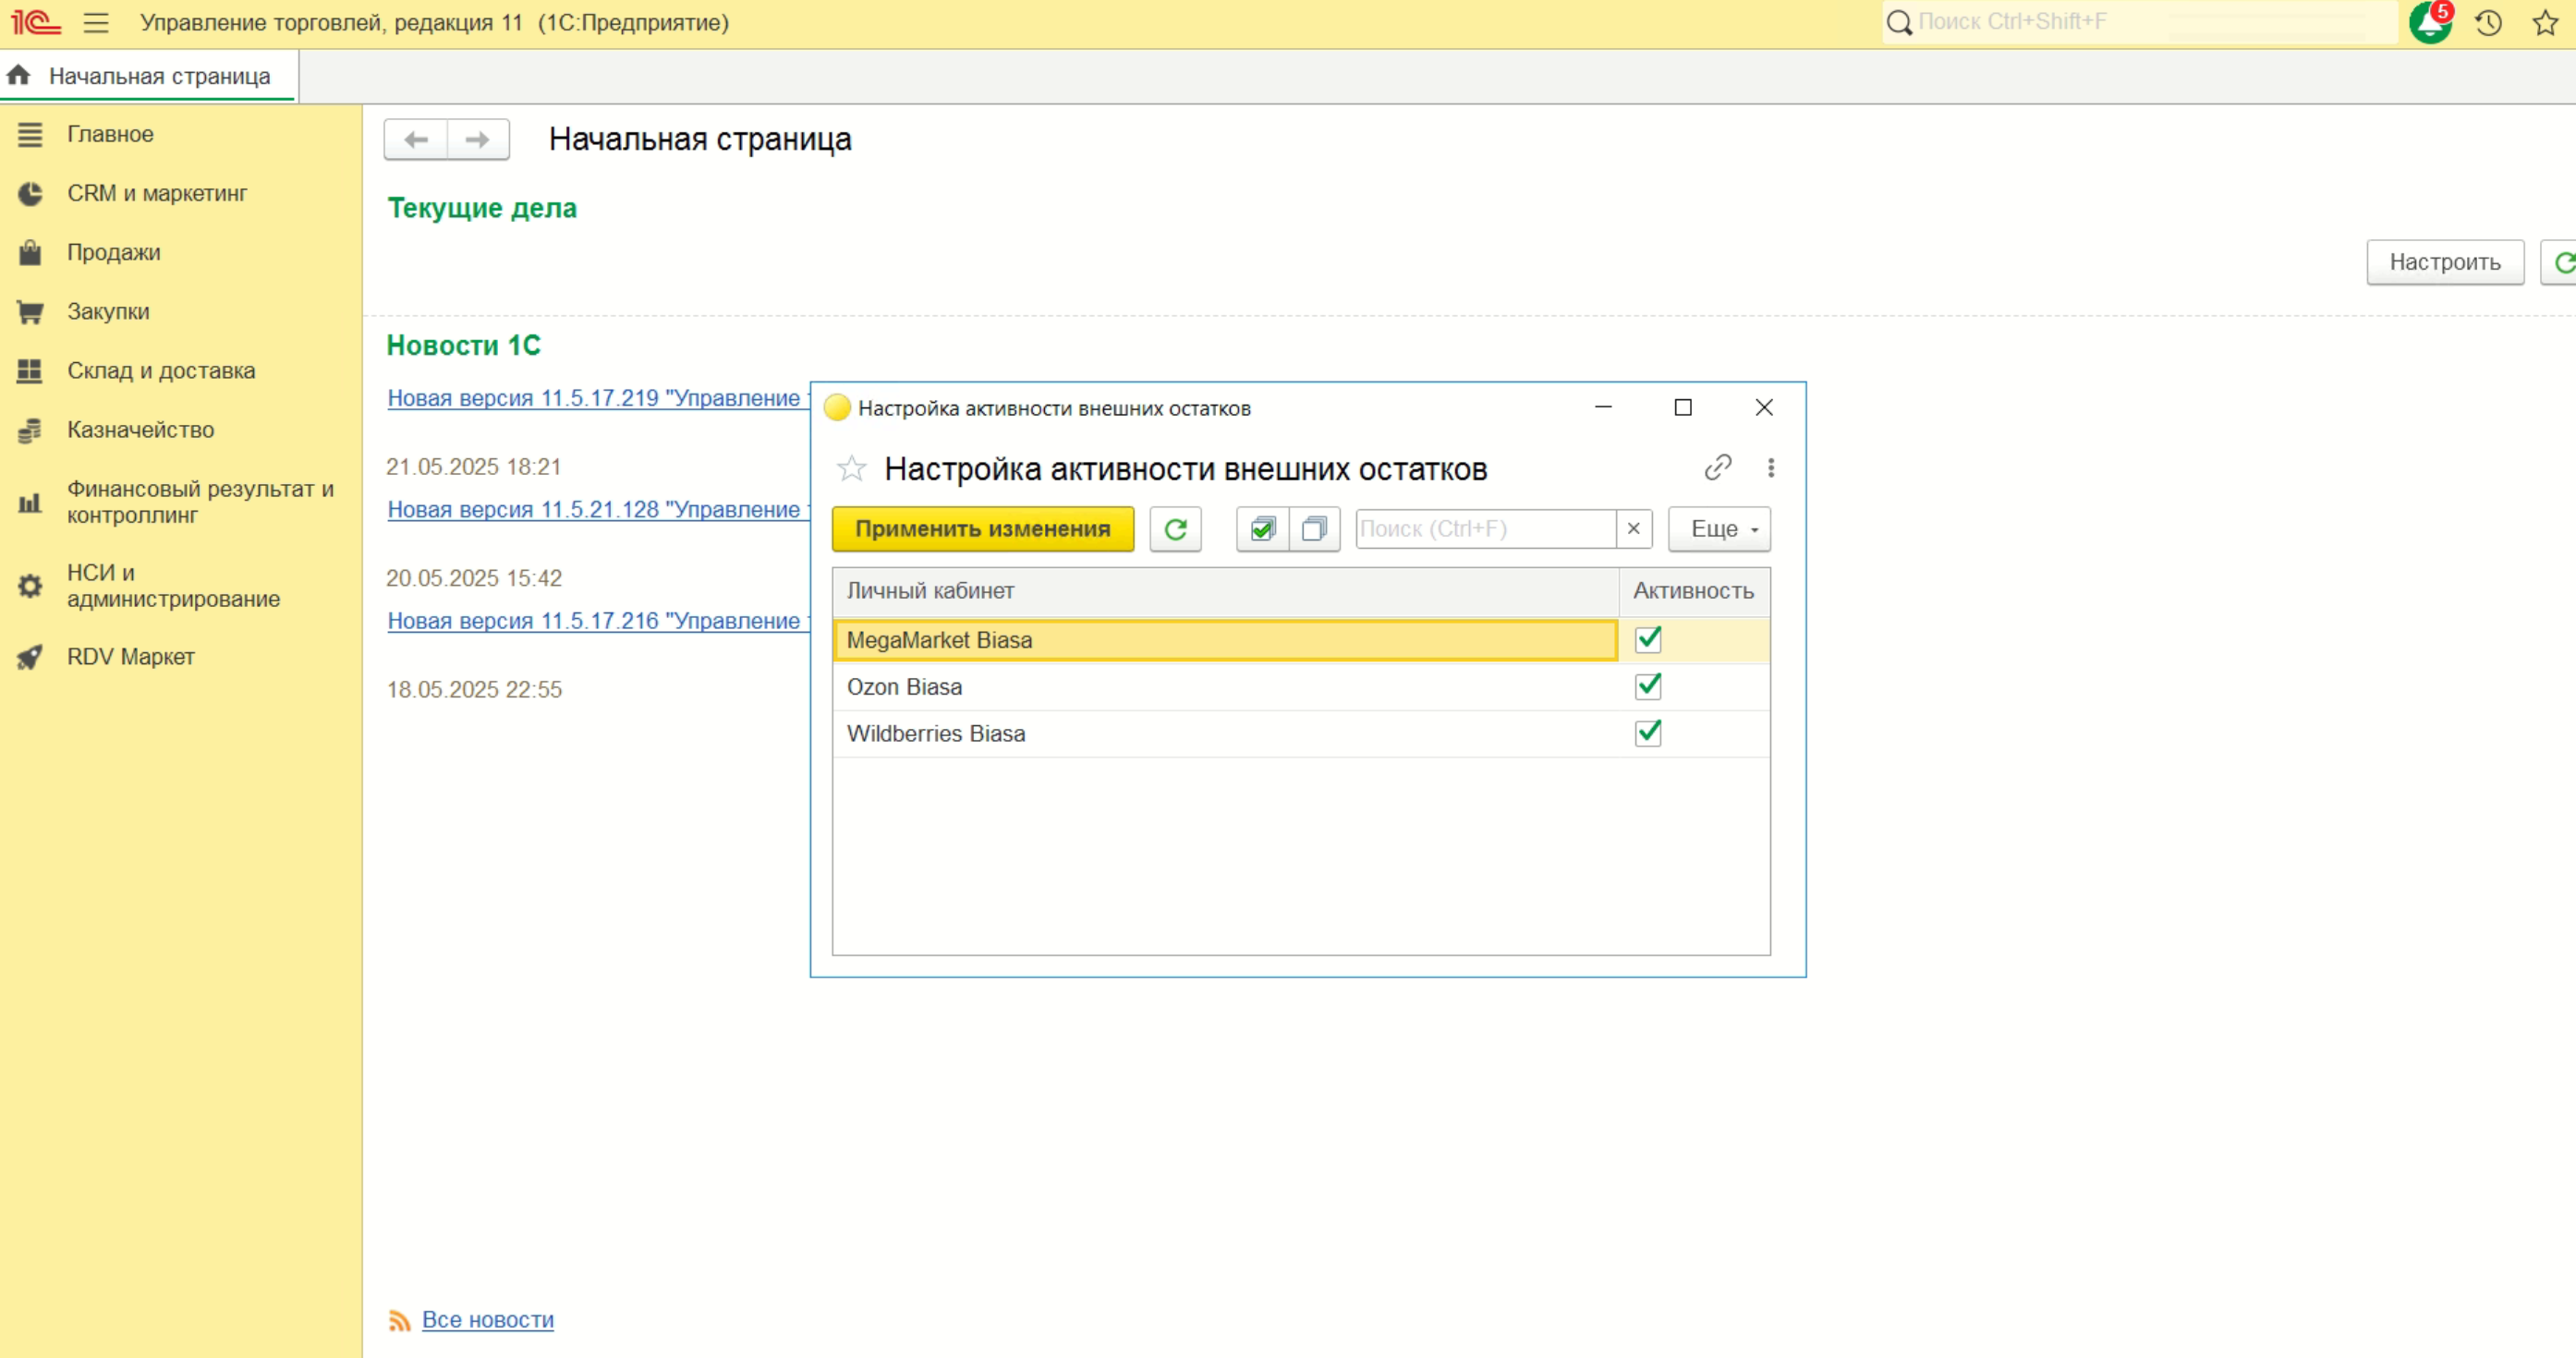 1С Управление торговлей, редакция 11 (1С:Предприятие)
Поиск Ctrl+Shift+F
5
Начальная страница
Главное
CRM и маркетинг
Продажи
Закупки
Склад и доставка
Казначейство
Финансовый результат и
контроллинг
НСИ и
администрирование
RDV Маркет
Начальная страница
Текущие дела
Настроить
Новости 1С
Новая версия 11.5.17.219 "Управление
21.05.2025 18:21
Новая версия 11.5.21.128 "Управление
20.05.2025 15:42
Новая версия 11.5.17.216 "Управление
18.05.2025 22:55
Все новости
Настройка активности внешних остатков
Настройка активности внешних остатков
Применить изменения
Поиск (Ctrl+F)
×
Еще
Личный кабинет Активность
MegaMarket Biasa
Ozon Biasa
Wildberries Biasa